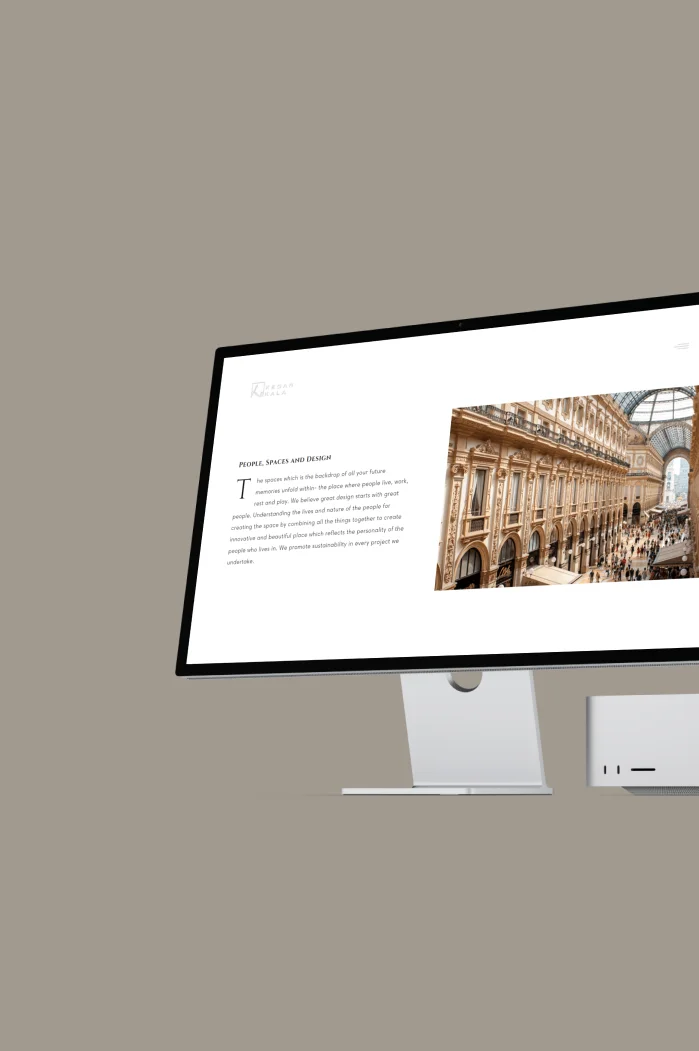 KEDAR
KALA
PEOPLE, SPACES AND DESIGN
The spaces which is the backdrop of all your future
memories unfold within- the place where people live, work,
rest and play. We believe great design starts with great
people. Understanding the lives and nature of the people for
creating the space by combining all the things together to create
innovative and beautiful place which reflects the personality of the
people who lives in. We promote sustainability in every project we
undertake.